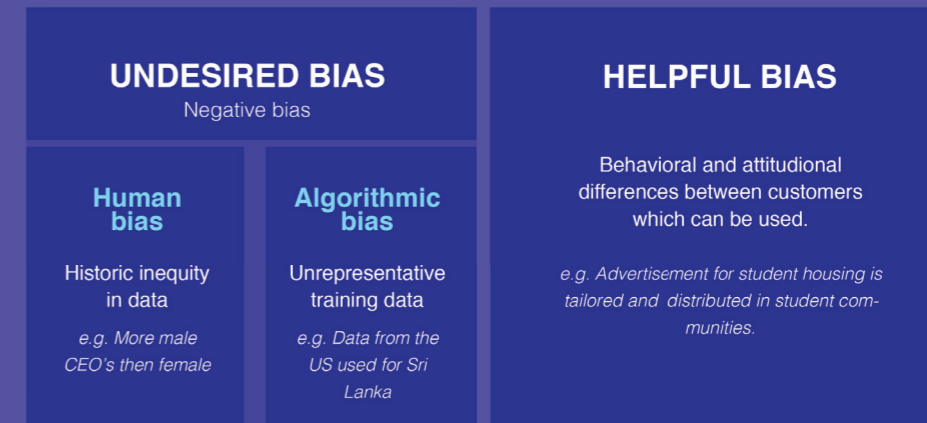 UNDESIRED BIAS
Negative bias
Human
bias
Historic inequity
in data
e.g. More male
CEO's then female
Algorithmic
bias
Unrepresentative
training data
e.g. Data from the
US used for Sri
Lanka
HELPFUL BIAS
Behavioral and attitudional
differences between customers
which can be used.
e.g. Advertisement for student housing is
tailored and distributed in student com-
munities.